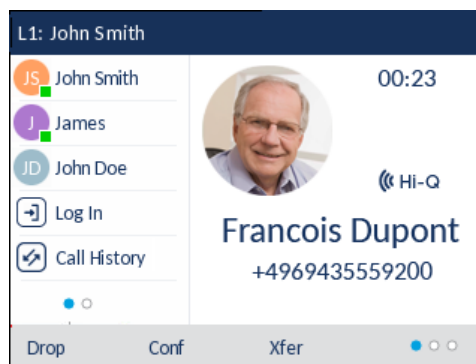 L1: John Smith
JS John Smith
J James
JD John Doe
Log In
Call History
00:23
Hi-Q
Francois Dupont
+4969435559200
Drop Conf Xfer